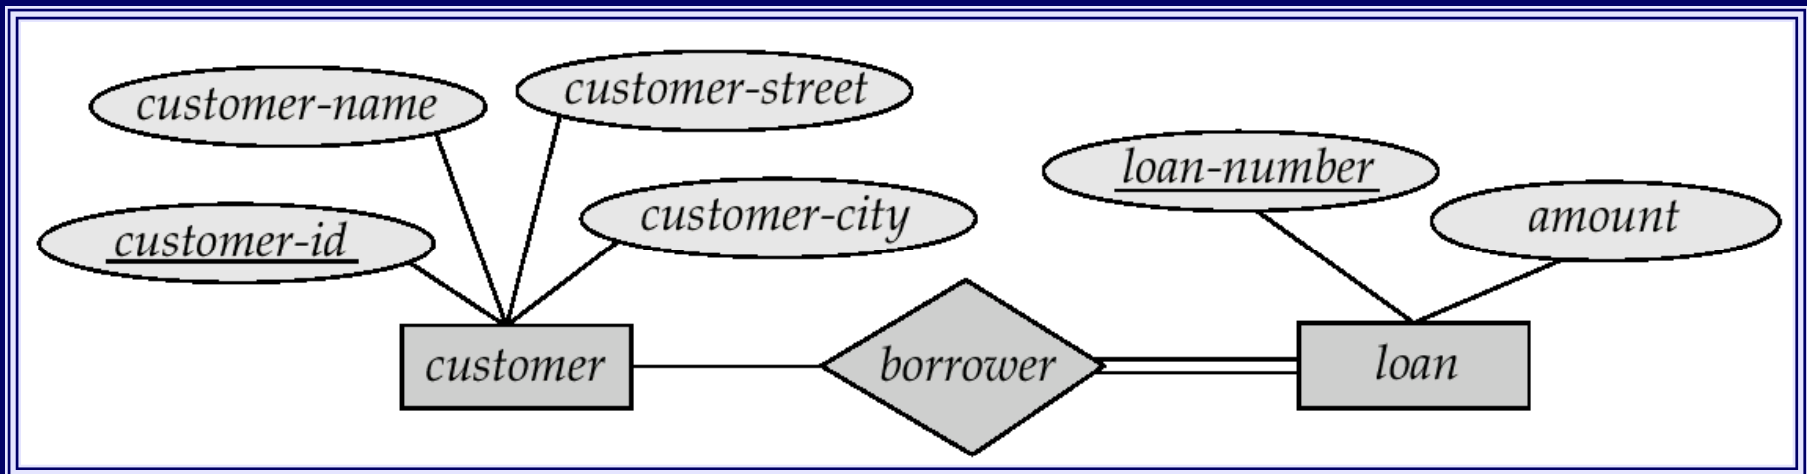 customer-name
customer-street
customer-id
customer-city
loan-number
amount
customer
borrower
loan